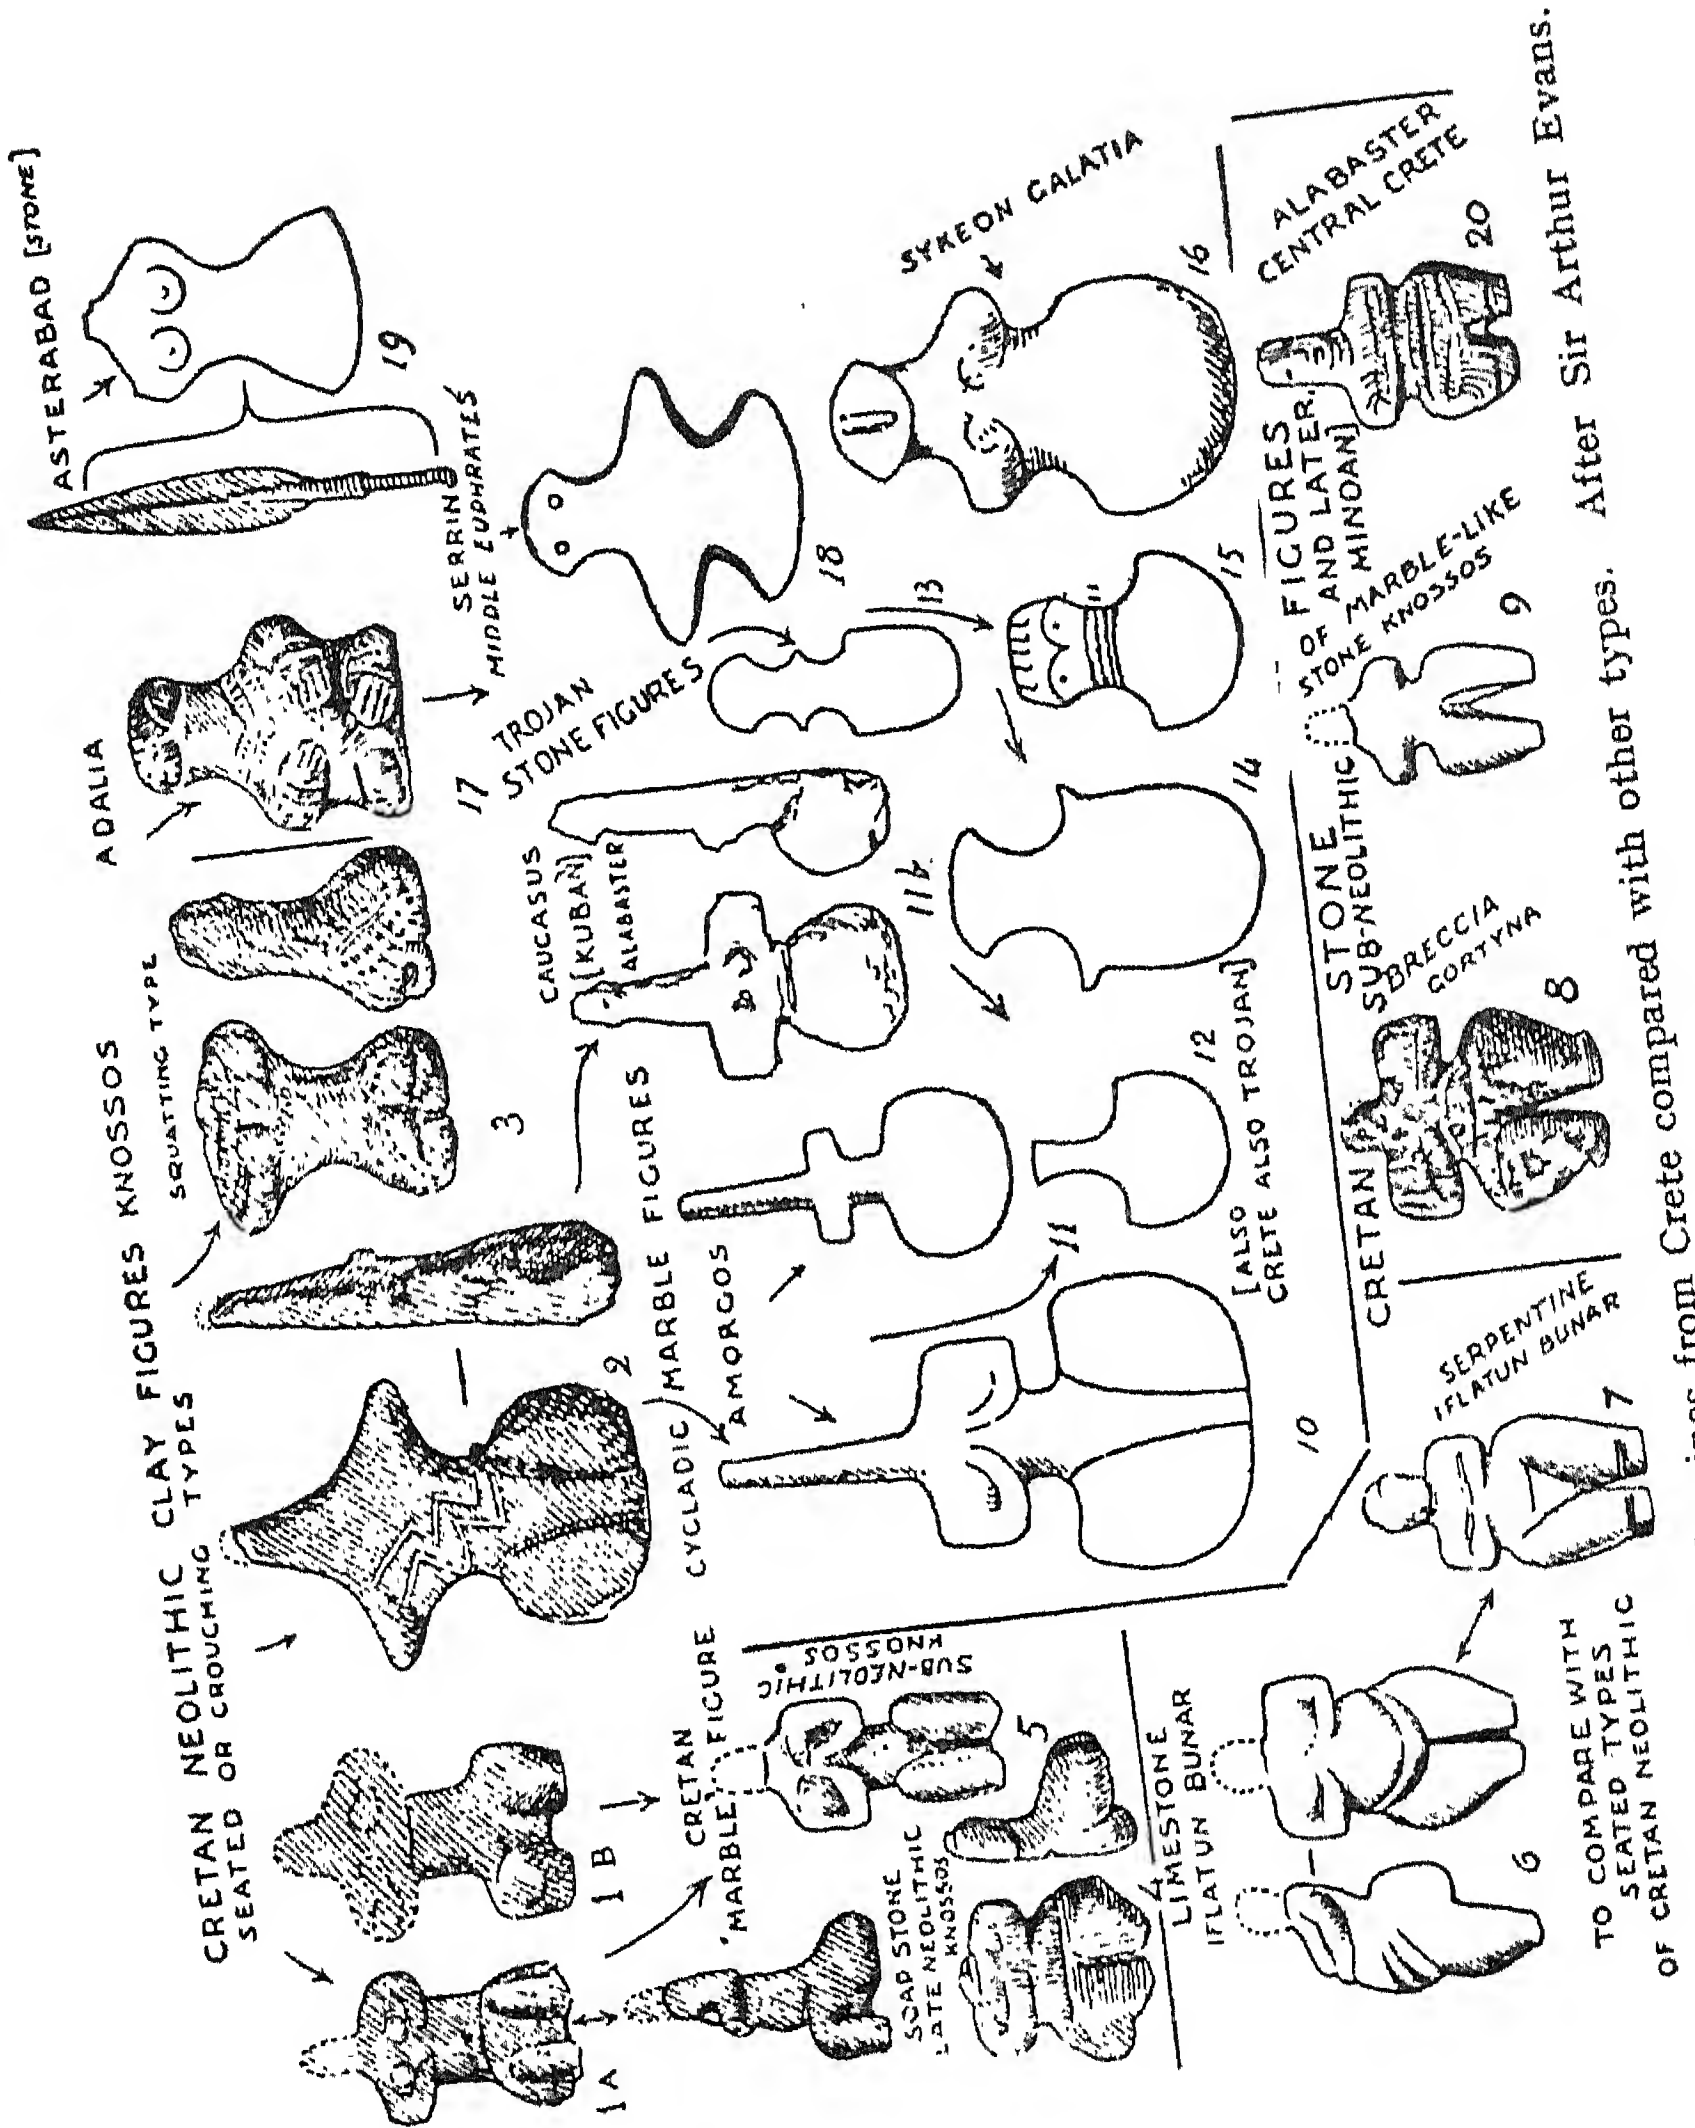 CRETAN NEOLITHIC CLAY FIGURES KNOSSOS
SEATED OR CROUCHING TYPES
SQUATTING TYPE
ADALIA
ASTERABAD [STONE]
1A
1B
2
3
17
19
SERRIN
MIDDLE EUPHRATES
CRETAN
"MARBLE" FIGURE
SUB-NEOLITHIC
KNOSSOS
SOAP STONE
LATE NEOLITHIC
KNOSSOS
4
5
CYCLADIC MARBLE FIGURES
AMORGOS
CAUCASUS
[KUBAN]
ALABASTER
TROJAN
STONE FIGURES
18
SYKEON GALATIA
10
11
11b.
12
13
14
15
16
[ALSO
CRETE ALSO TROJAN]
LIMESTONE
IFLATUN BUNAR
6
TO COMPARE WITH
SEATED TYPES
OF CRETAN NEOLITHIC
SERPENTINE
IFLATUN BUNAR
7
CRETAN STONE FIGURES
SUB-NEOLITHIC AND LATER,
MINOAN]
BRECCIA
GORTYNA
8
OF MARBLE-LIKE
STONE KNOSSOS
9
ALABASTER
CENTRAL CRETE
20
from Crete compared with other types. After Sir Arthur Evans.